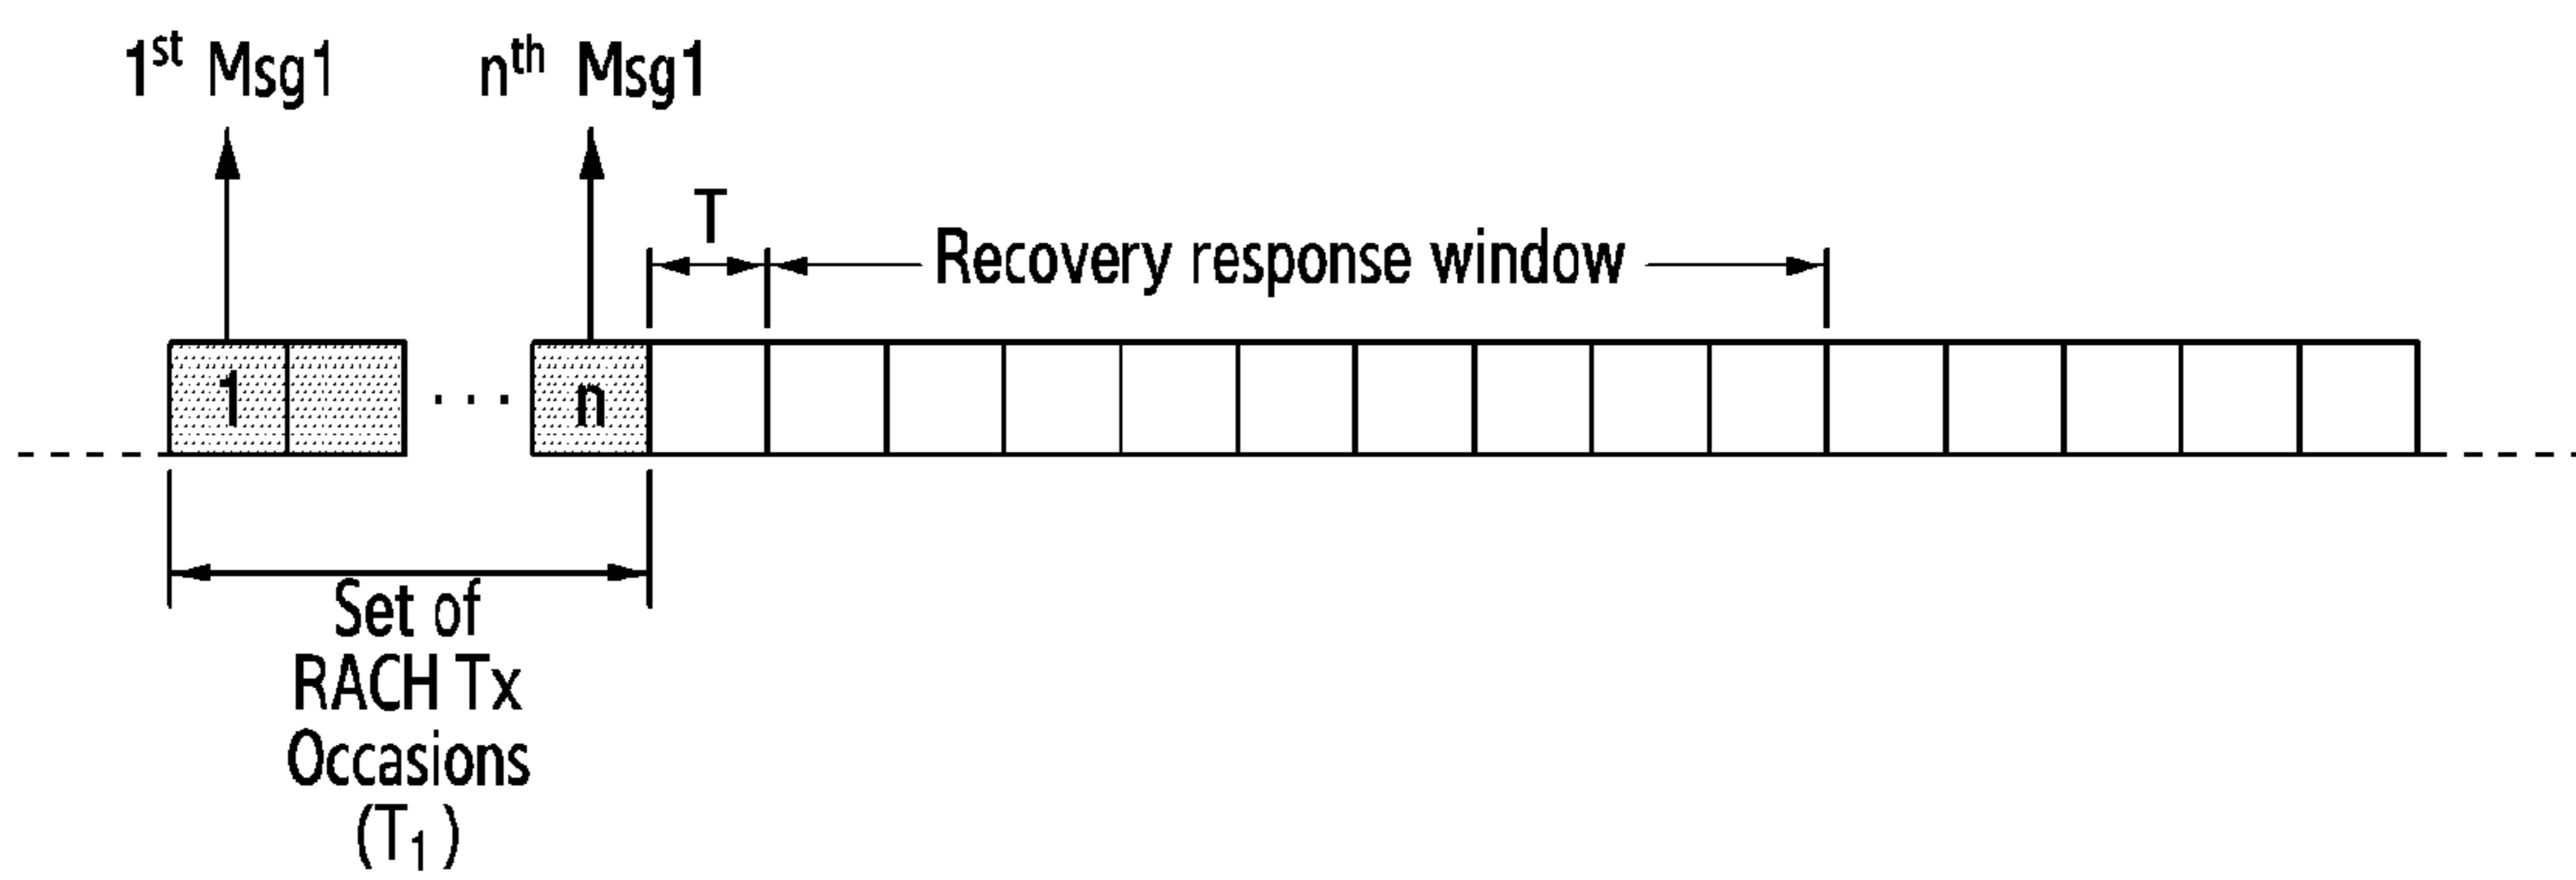 1st Msg1
nth Msg1
T
Recovery response window
1
· · ·
n
Set of
RACH Tx
Occasions
(T1)